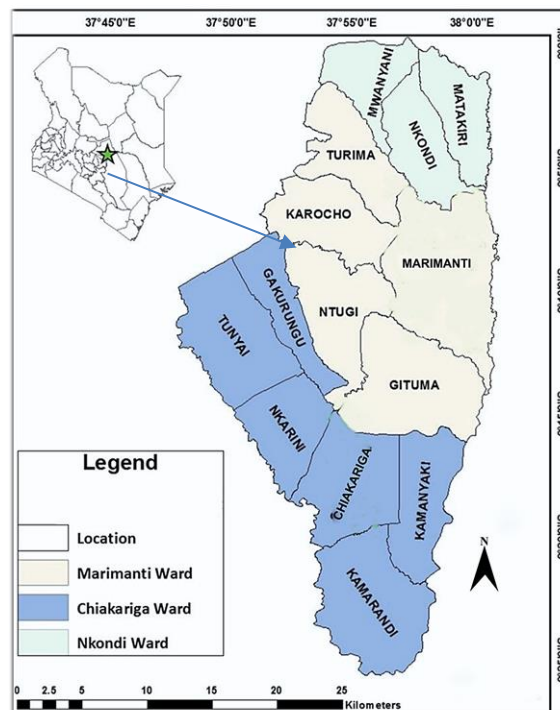 37°45'0"E 37°50'0"E 37°55'0"E 38°0'0"E
MWANYANI
MATAKIRI
NKONDI
TURIMA
KAROCHO
MARIMANTI
GAKURUNGU
NTUGI
TUNYAI
GITUMA
NKARINI
CHIAKARIGA
KAMANYAKI
KAMARANDI
N
Legend
Location
Marimanti Ward
Chiakariga Ward
Nkondi Ward
0 2.5 5 10 15 20 25
Kilometers